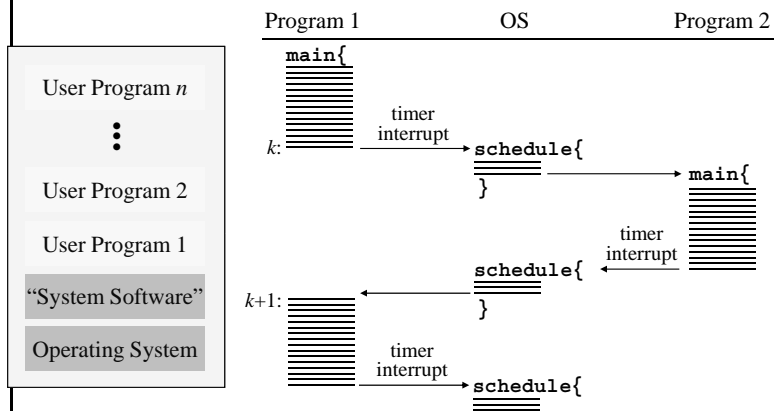 User Program n
User Program 2
User Program 1
“System Software”
Operating System
Program 1
OS
Program 2
main{
timer
interrupt
k:
schedule{
main{
}
timer
interrupt
schedule{
k+1:
}
timer
interrupt
schedule{